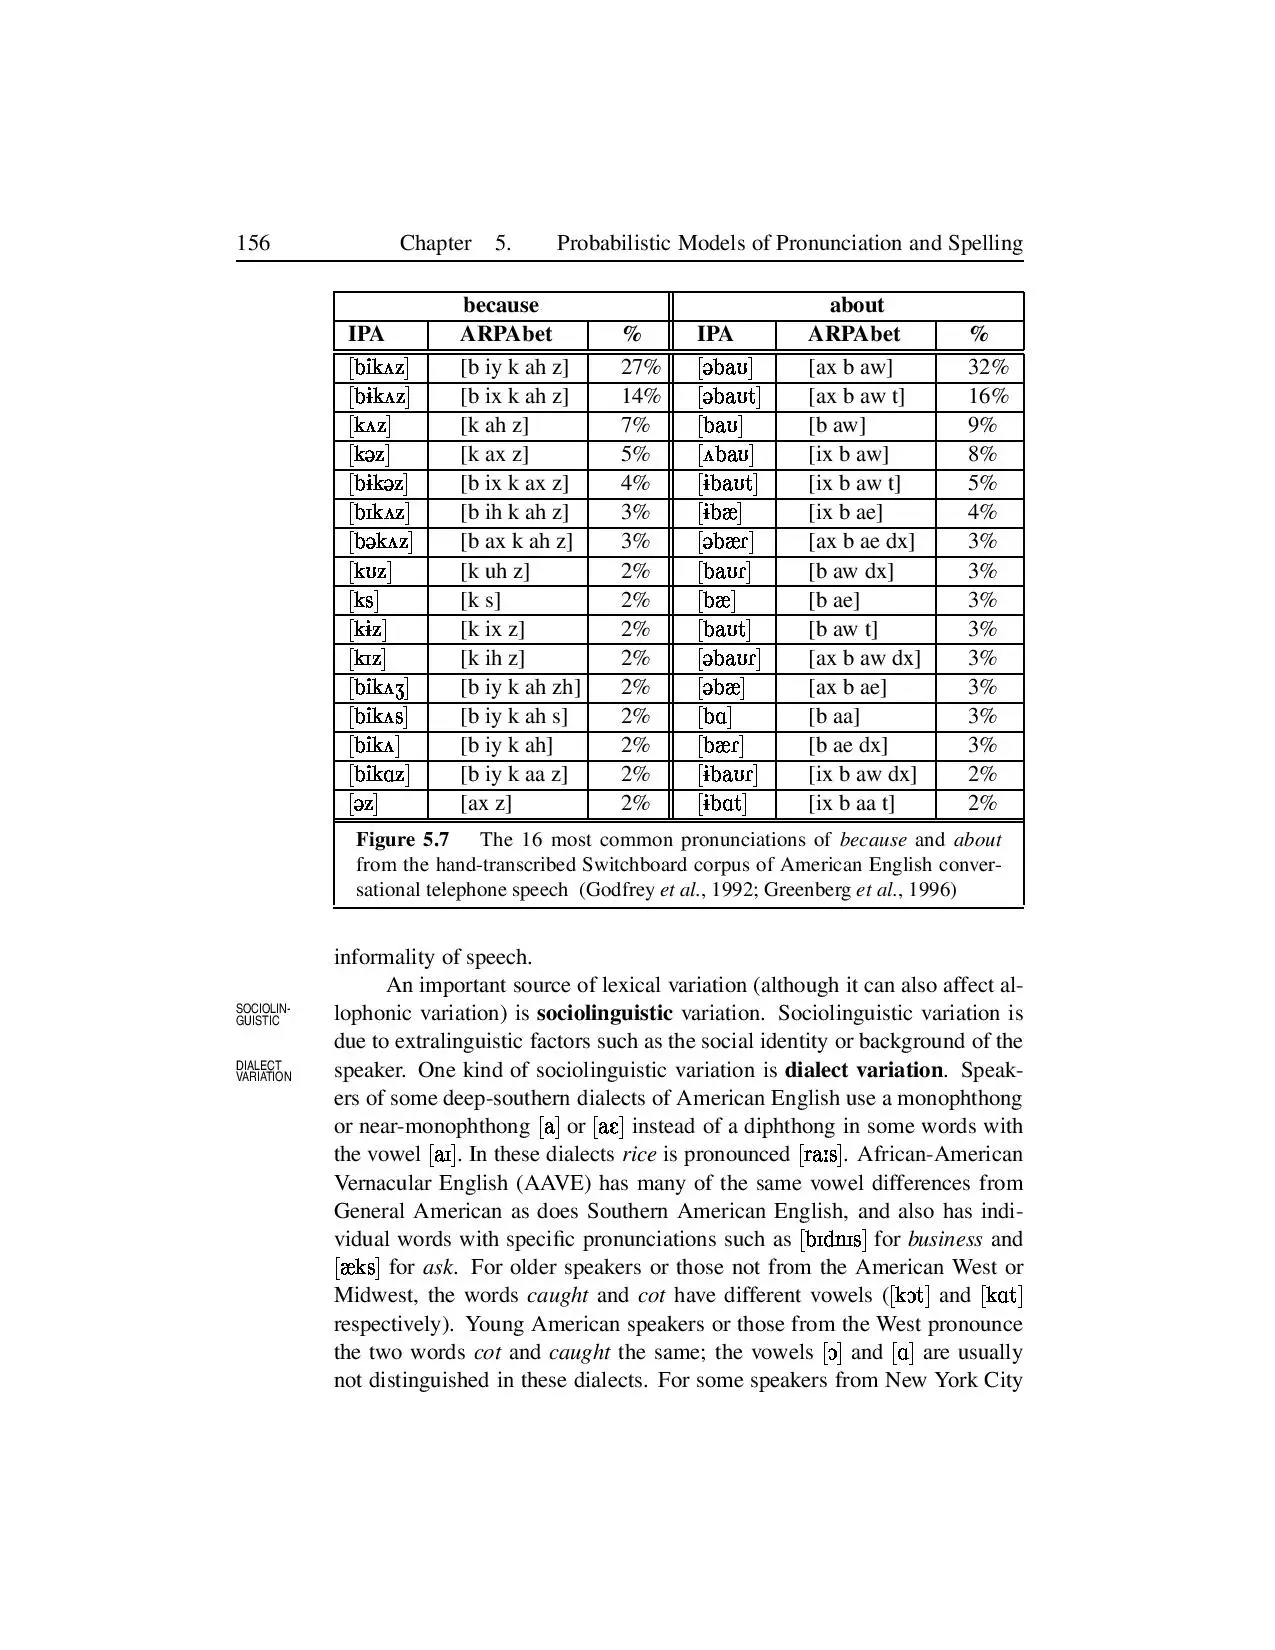 156 Chapter 5. Probabilistic Models of Pronunciation and Spelling
because about
IPA ARPAbet % IPA ARPAbet %
[bîkʌz] [b iy k ah z] 27% [əbaʊ] [ax b aw] 32%
[bɨkʌz] [b ix k ah z] 14% [əbaʊt] [ax b aw t] 16%
[kʌz] [k ah z] 7% [baʊ] [b aw] 9%
[kəz] [k ax z] 5% [ʌbaʊ] [ix b aw] 8%
[bɨkəz] [b ix k ax z] 4% [ɨbaʊt] [ix b aw t] 5%
[bɪkʌz] [b ih k ah z] 3% [ɨbæ] [ix b ae] 4%
[bəkʌz] [b ax k ah z] 3% [əbæɾ] [ax b ae dx] 3%
[kʊz] [k uh z] 2% [baʊɾ] [b aw dx] 3%
[ks] [k s] 2% [bæ] [b ae] 3%
[kɨz] [k ix z] 2% [baʊt] [b aw t] 3%
[kɪz] [k ih z] 2% [əbaʊɾ] [ax b aw dx] 3%
[bîkʌʒ] [b iy k ah zh] 2% [əbæ] [ax b ae] 3%
[bîkʌs] [b iy k ah s] 2% [bɑ] [b aa] 3%
[bîkʌ] [b iy k ah] 2% [bæɾ] [b ae dx] 3%
[bîkɑz] [b iy k aa z] 2% [ɨbaʊɾ] [ix b aw dx] 2%
[əz] [ax z] 2% [ɨbɑt] [ix b aa t] 2%
Figure 5.7 The 16 most common pronunciations of because and about
from the hand-transcribed Switchboard corpus of American English conver-
sational telephone speech (Godfrey et al., 1992; Greenberg et al., 1996)
informality of speech.
An important source of lexical variation (although it can also affect al-
SOCIOLIN-
GUISTIC
lophonic variation) is sociolinguistic variation. Sociolinguistic variation is
due to extralinguistic factors such as the social identity or background of the
DIALECT
VARIATION
speaker. One kind of sociolinguistic variation is dialect variation. Speak-
ers of some deep-southern dialects of American English use a monophthong
or near-monophthong [a] or [aɛ] instead of a diphthong in some words with
the vowel [aɪ]. In these dialects rice is pronounced [raːs]. African-American
Vernacular English (AAVE) has many of the same vowel differences from
General American as does Southern American English, and also has indi-
vidual words with specific pronunciations such as [bɪdnɪs] for business and
[æks] for ask. For older speakers or those not from the American West or
Midwest, the words caught and cot have different vowels ([kɔt] and [kɑt]
respectively). Young American speakers or those from the West pronounce
the two words cot and caught the same; the vowels [ɔ] and [ɑ] are usually
not distinguished in these dialects. For some speakers from New York City